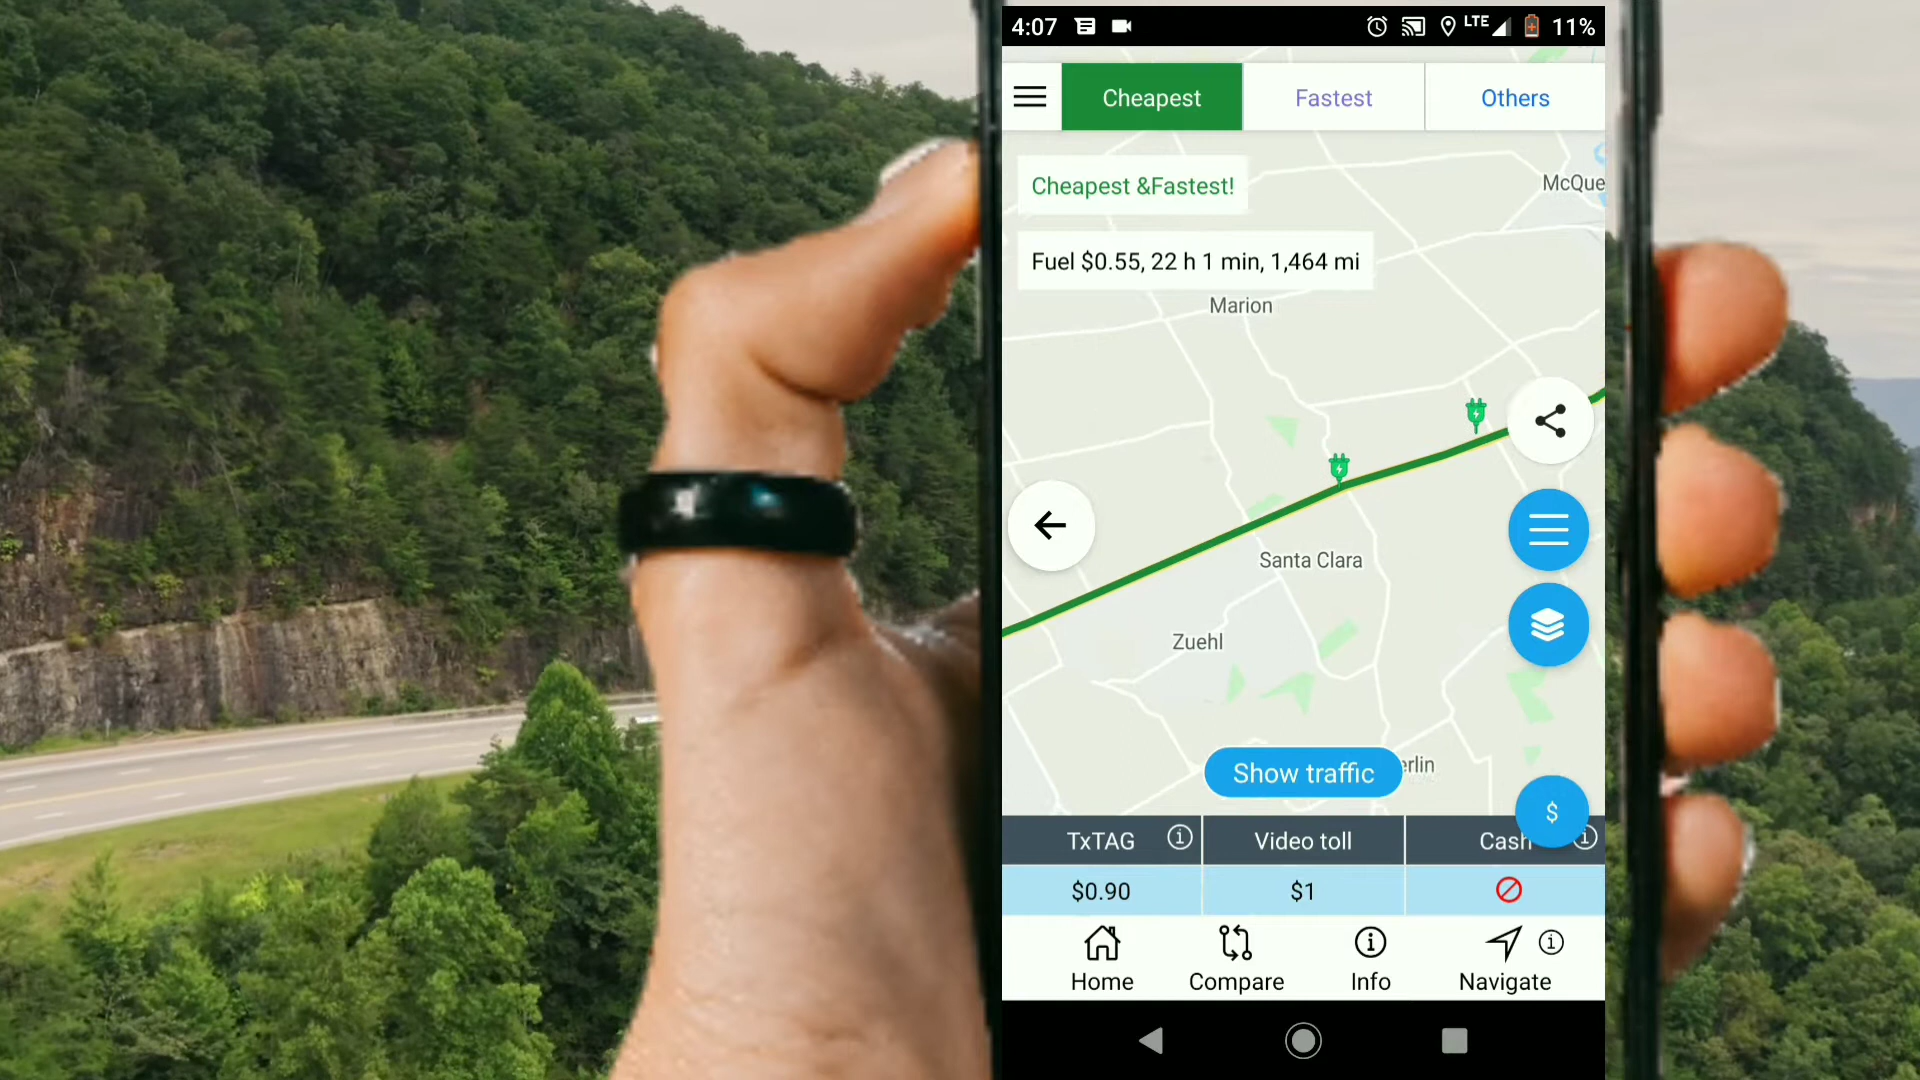 4:07 LTE 11%
Cheapest Fastest Others
McQue
Cheapest &Fastest!
Fuel $0.55, 22 h 1 min, 1,464 mi
Marion
Santa Clara
Zuehl
Show traffic erlin
$
TxTAG Video toll Cash
$0.90 $1
Home Compare Info Navigate